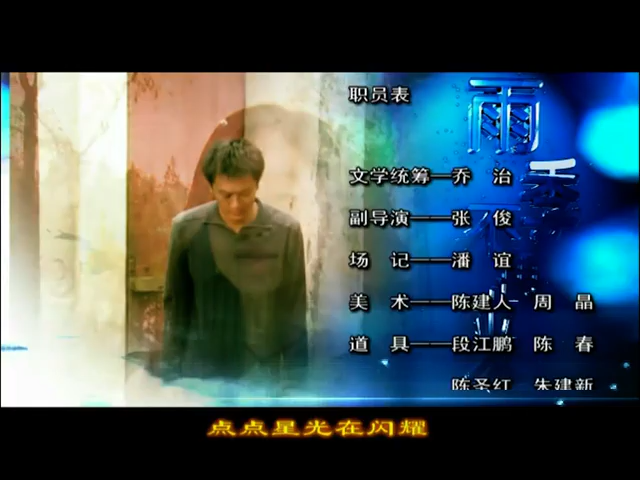 职员表
雨
文学统筹—乔 治
副导演——张 俊
场 记——潘 谊
美 术——陈建人 周 晶
道 具——段江鹏 陈 春
陈圣红 朱建新
点点星光在闪耀